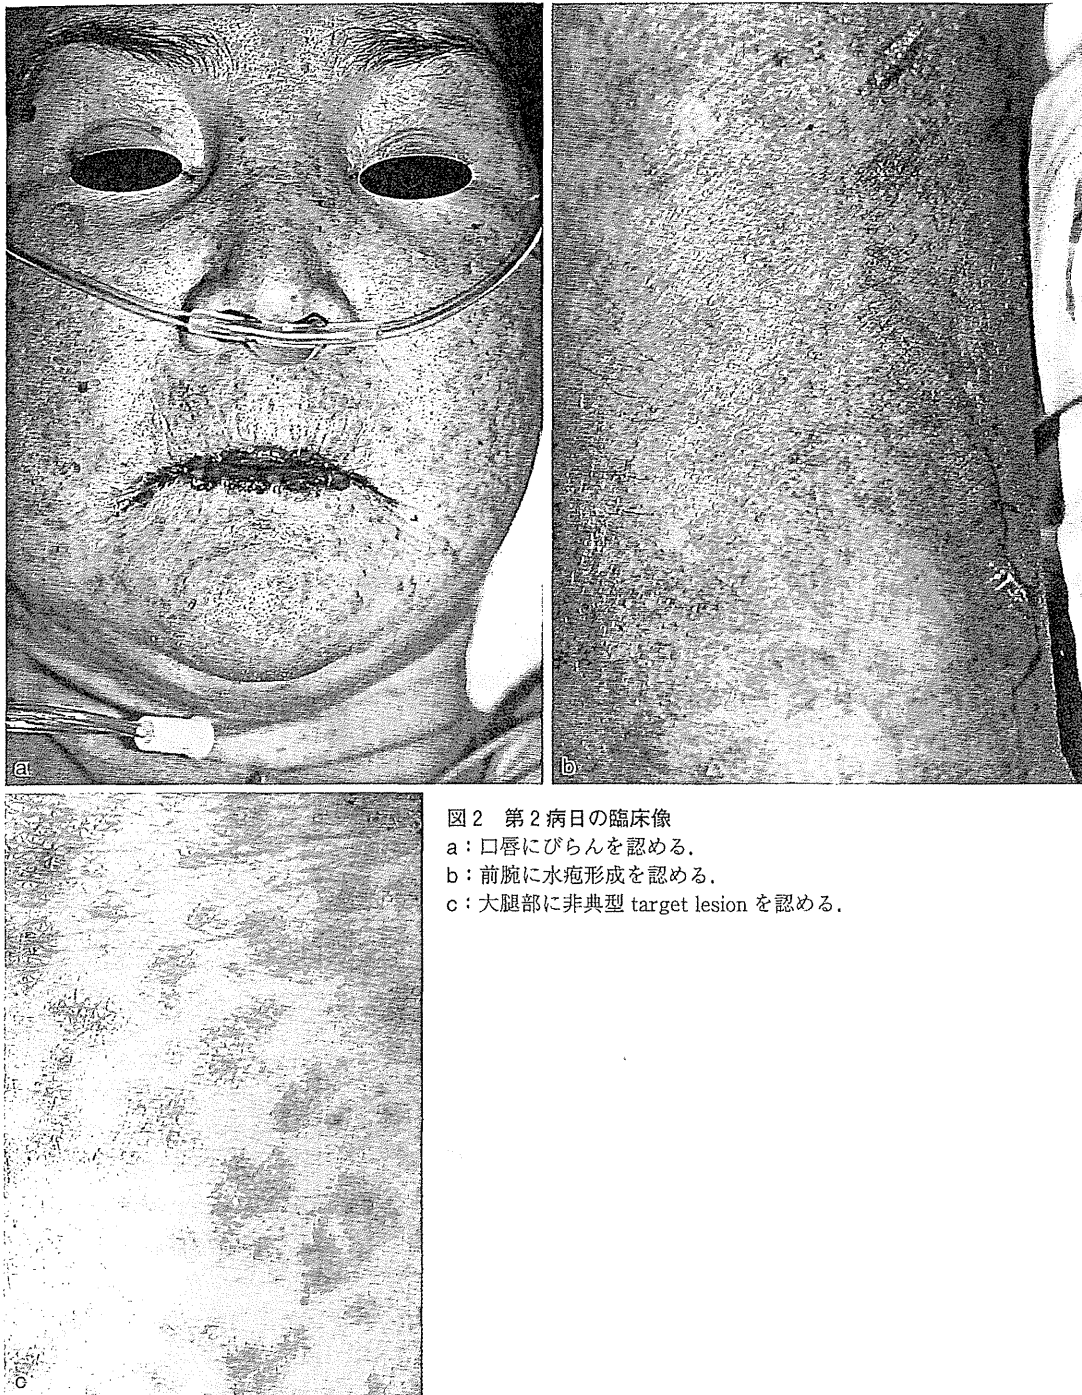 a
b
c
図2 第2病日の臨床像
a：口唇にびらんを認める．
b：前腕に水疱形成を認める．
c：大腿部に非典型 target lesion を認める．